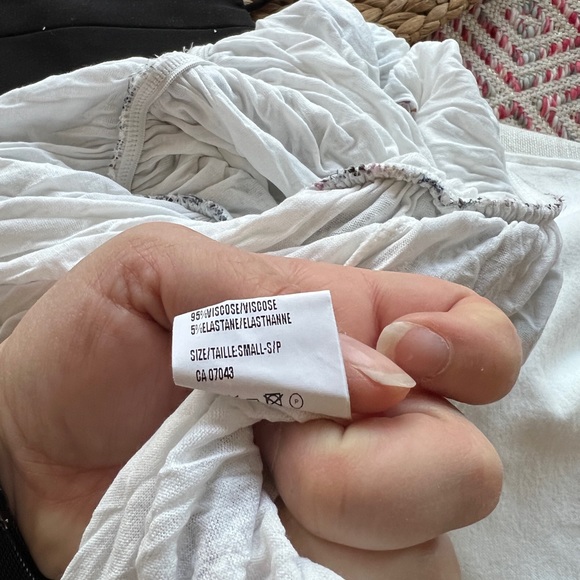 95%VISCOSE/VISCOSE
5%ELASTANE/ELASTHANNE
SIZE/TAILLE:SMALL-S/P
CA 07043
P